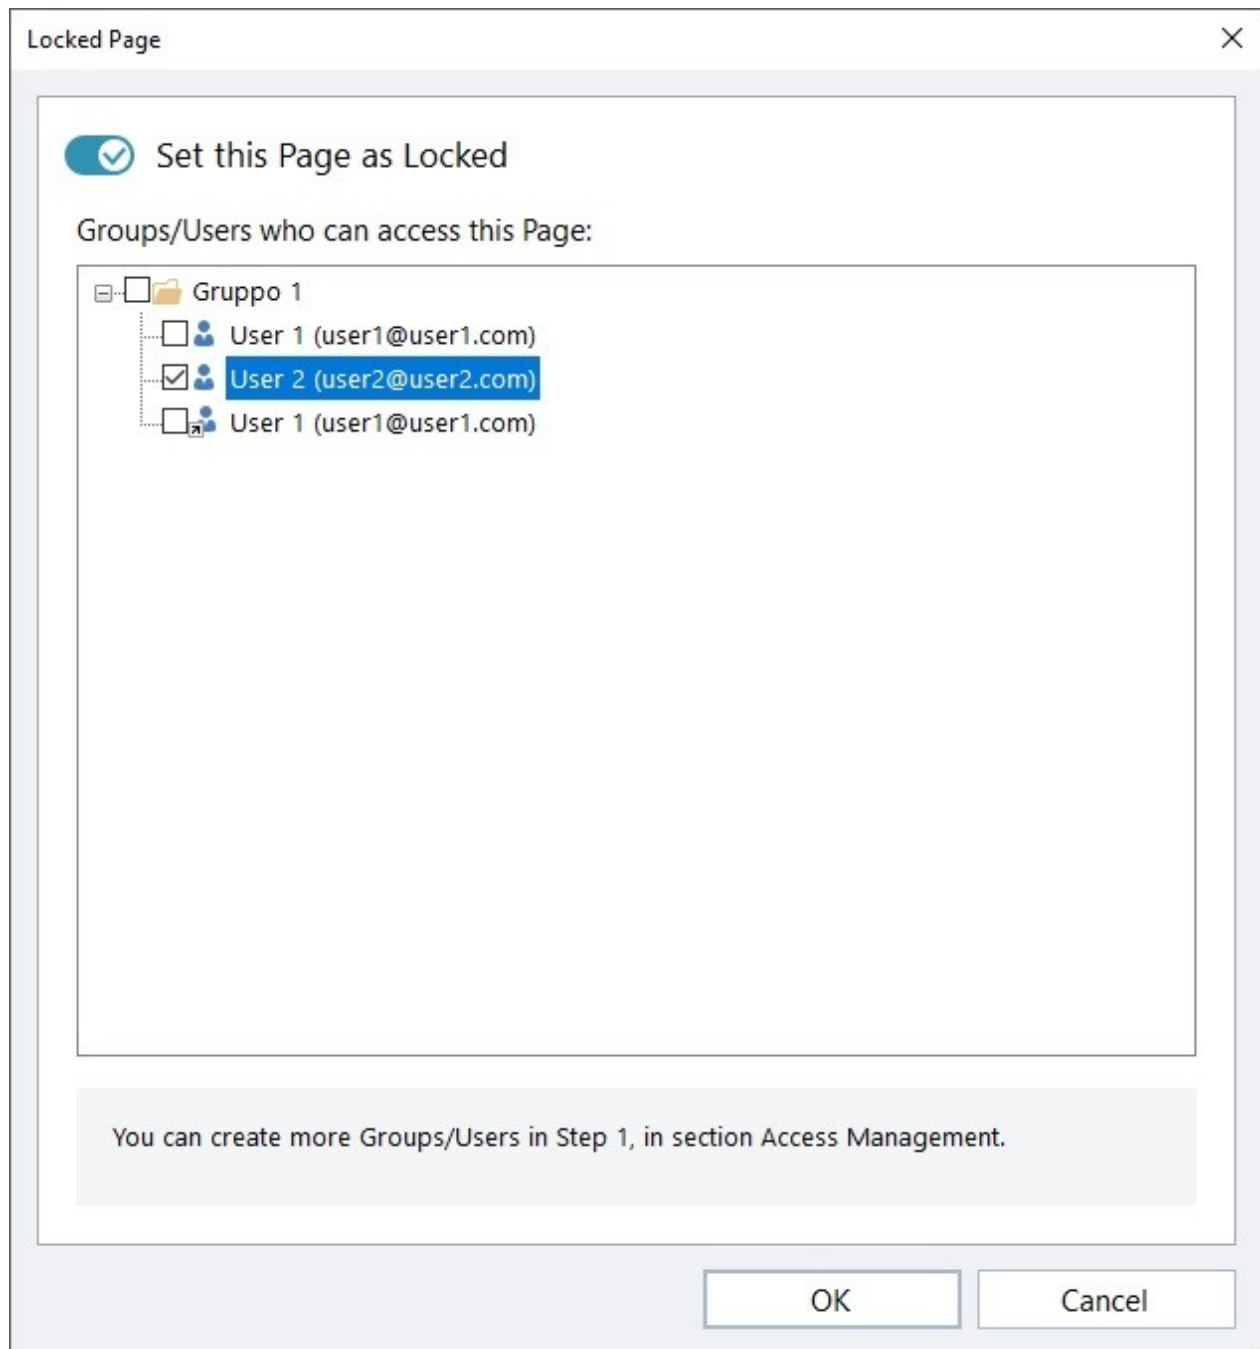 Locked Page
Set this Page as Locked
Groups/Users who can access this Page:
Gruppo 1
User 1 (user1@user1.com)
User 2 (user2@user2.com)
User 1 (user1@user1.com)
You can create more Groups/Users in Step 1, in section Access Management.
OK
Cancel